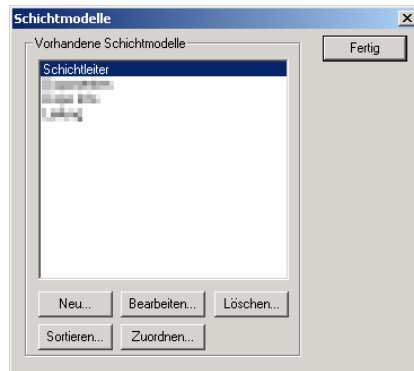 Schichtmodelle
Vorhandene Schichtmodelle
Fertig
Schichtleiter
Neu... Bearbeiten... Löschen...
Sortieren... Zuordnen...